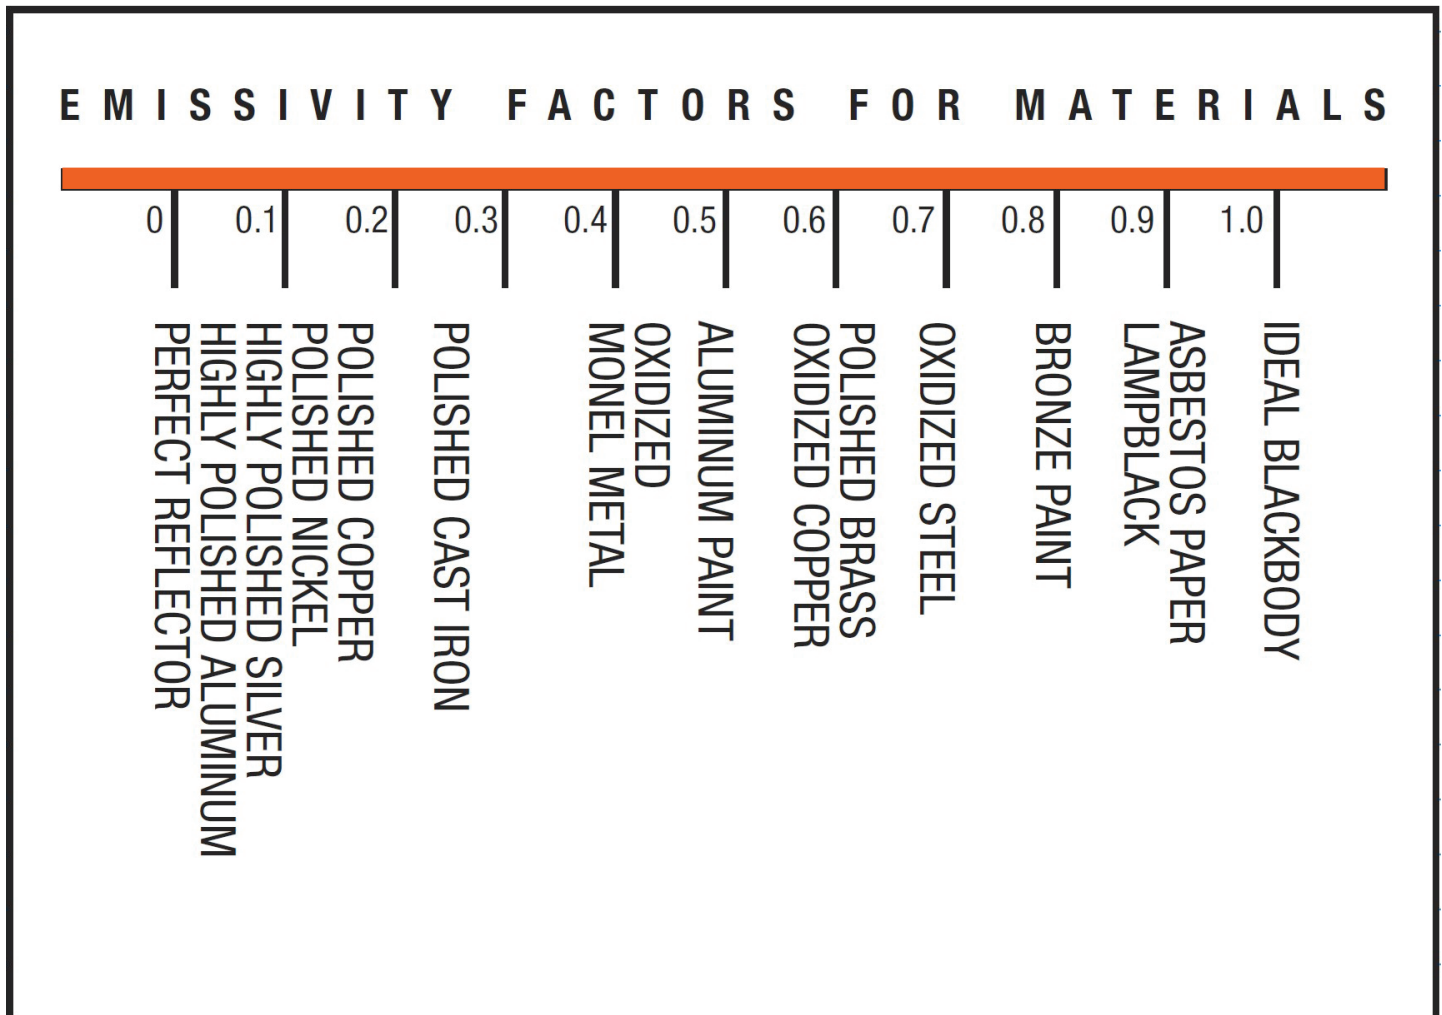 EMISSIVITY FACTORS FOR MATERIALS
0 0.1 0.2 0.3 0.4 0.5 0.6 0.7 0.8 0.9 1.0
PERFECT REFLECTOR
HIGHLY POLISHED ALUMINUM
HIGHLY POLISHED SILVER
POLISHED NICKEL
POLISHED COPPER
POLISHED CAST IRON
MONEL METAL
OXIDIZED
ALUMINUM PAINT
OXIDIZED COPPER
POLISHED BRASS
OXIDIZED STEEL
BRONZE PAINT
LAMPBLACK
ASBESTOS PAPER
IDEAL BLACKBODY